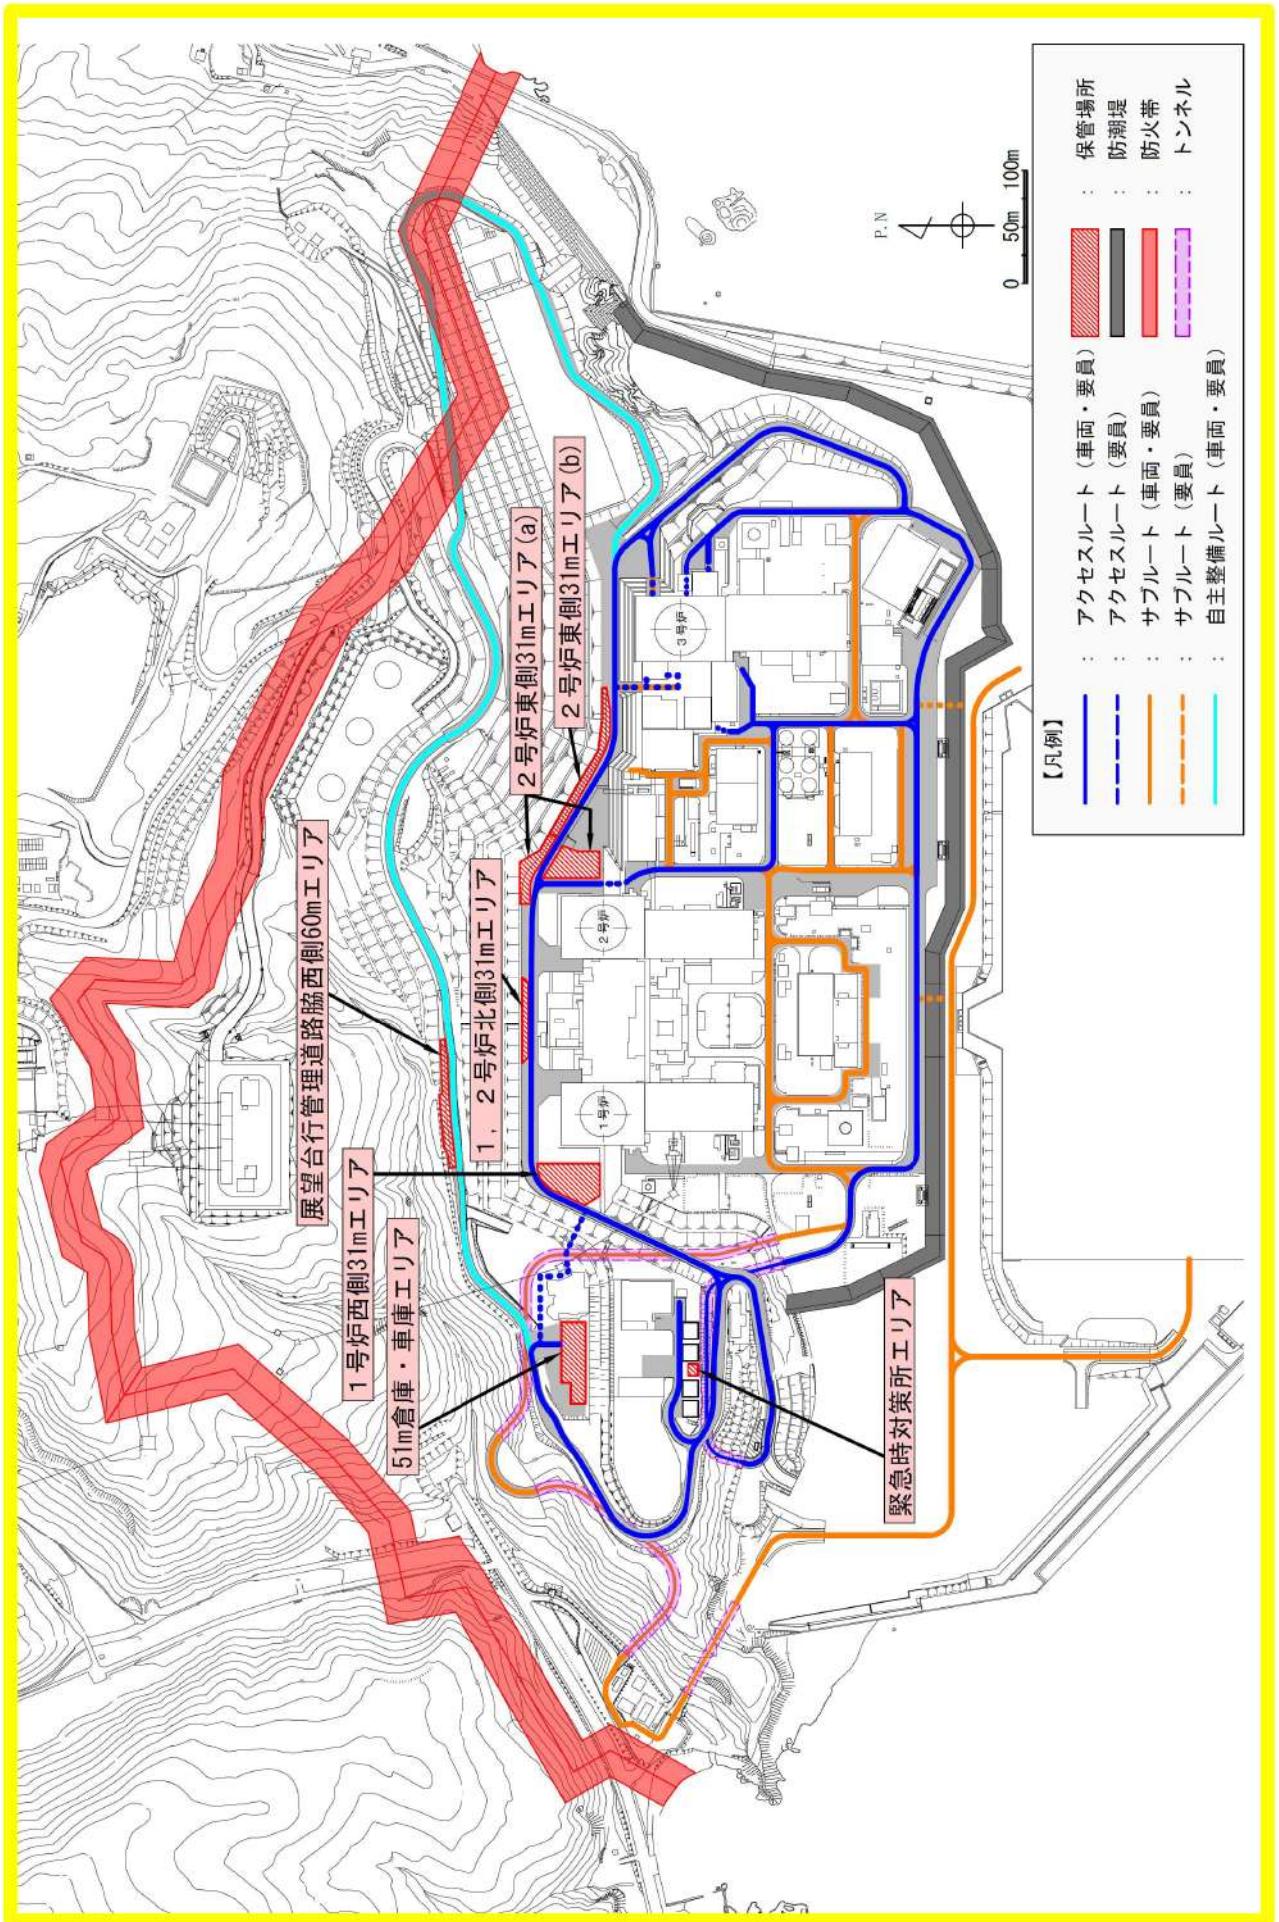 展望台行管理道路脇西側60mエリア
1号炉西側31mエリア
51m倉庫・車庫エリア
1，2号炉北側31mエリア
2号炉東側31mエリア(a)
2号炉東側31mエリア(b)
緊急時対策所エリア
1号炉
2号炉
3号炉
P.N
0 50m 100m
【凡例】
： アクセスルート（車両・要員）
： アクセスルート（要員）
： サブルート（車両・要員）
： サブルート（要員）
： 自主整備ルート（車両・要員）
： 保管場所
： 防潮堤
： 防火帯
： トンネル